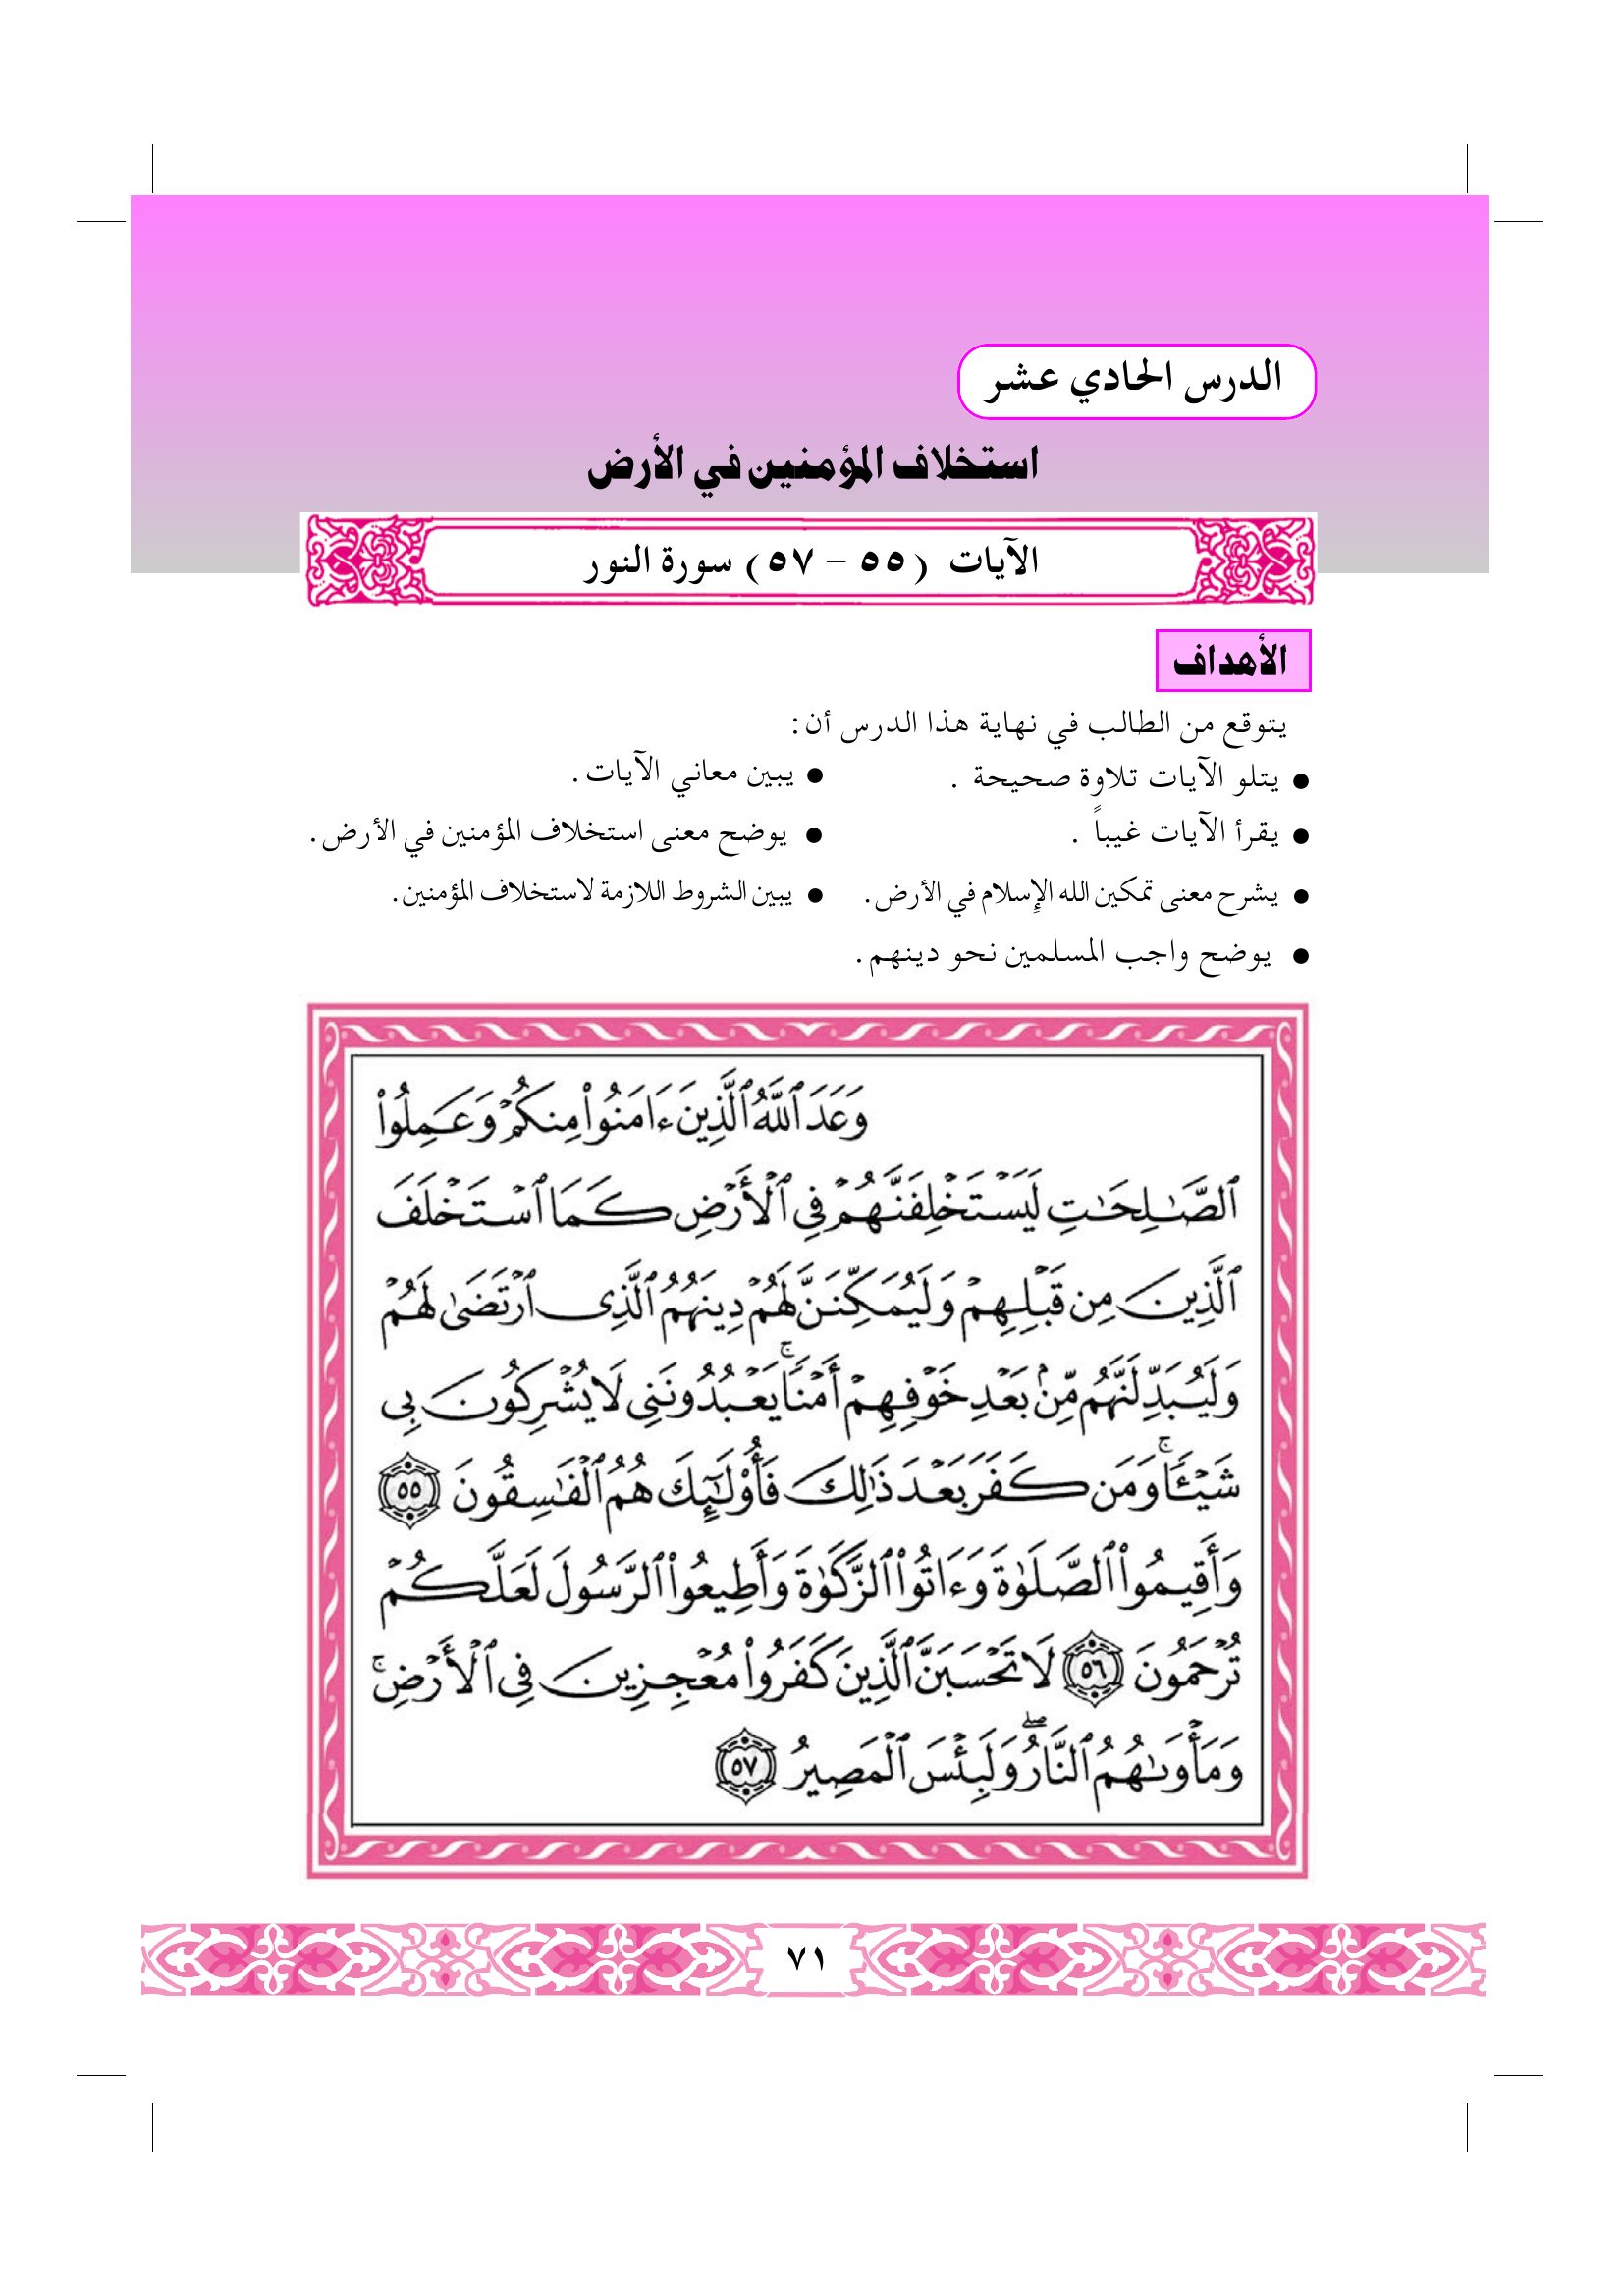 الدرس الحادي عشر
استخلاف المؤمنين في الأرض
الآيات (٥٥ - ٥٧) سورة النور
الأهداف
يتوقع من الطالب في نهاية هذا الدرس أن:
● يتلو الآيات تلاوة صحيحة . ● يبين معاني الآيات .
● يقرأ الآيات غيباً . ● يوضح معنى استخلاف المؤمنين في الأرض .
● يشرح معنى تمكين الله الإِسلام في الأرض . ● يبين الشروط اللازمة لاستخلاف المؤمنين .
● يوضح واجب المسلمين نحو دينهم .
وَعَدَ ٱللَّهُ ٱلَّذِينَ ءَامَنُواْ مِنكُمْ وَعَمِلُواْ
ٱلصَّٰلِحَٰتِ لَيَسْتَخْلِفَنَّهُمْ فِى ٱلْأَرْضِ كَمَا ٱسْتَخْلَفَ
ٱلَّذِينَ مِن قَبْلِهِمْ وَلَيُمَكِّنَنَّ لَهُمْ دِينَهُمُ ٱلَّذِى ٱرْتَضَىٰ لَهُمْ
وَلَيُبَدِّلَنَّهُم مِّنۢ بَعْدِ خَوْفِهِمْ أَمْنًا ۚ يَعْبُدُونَنِى لَا يُشْرِكُونَ بِى
شَيْـًٔا ۚ وَمَن كَفَرَ بَعْدَ ذَٰلِكَ فَأُوْلَٰٓئِكَ هُمُ ٱلْفَٰسِقُونَ ٥٥
وَأَقِيمُواْ ٱلصَّلَوٰةَ وَءَاتُواْ ٱلزَّكَوٰةَ وَأَطِيعُواْ ٱلرَّسُولَ لَعَلَّكُمْ
تُرْحَمُونَ ٥٦ لَا تَحْسَبَنَّ ٱلَّذِينَ كَفَرُواْ مُعْجِزِينَ فِى ٱلْأَرْضِ ۚ
وَمَأْوَىٰهُمُ ٱلنَّارُ ۖ وَلَبِئْسَ ٱلْمَصِيرُ ٥٧
٧١